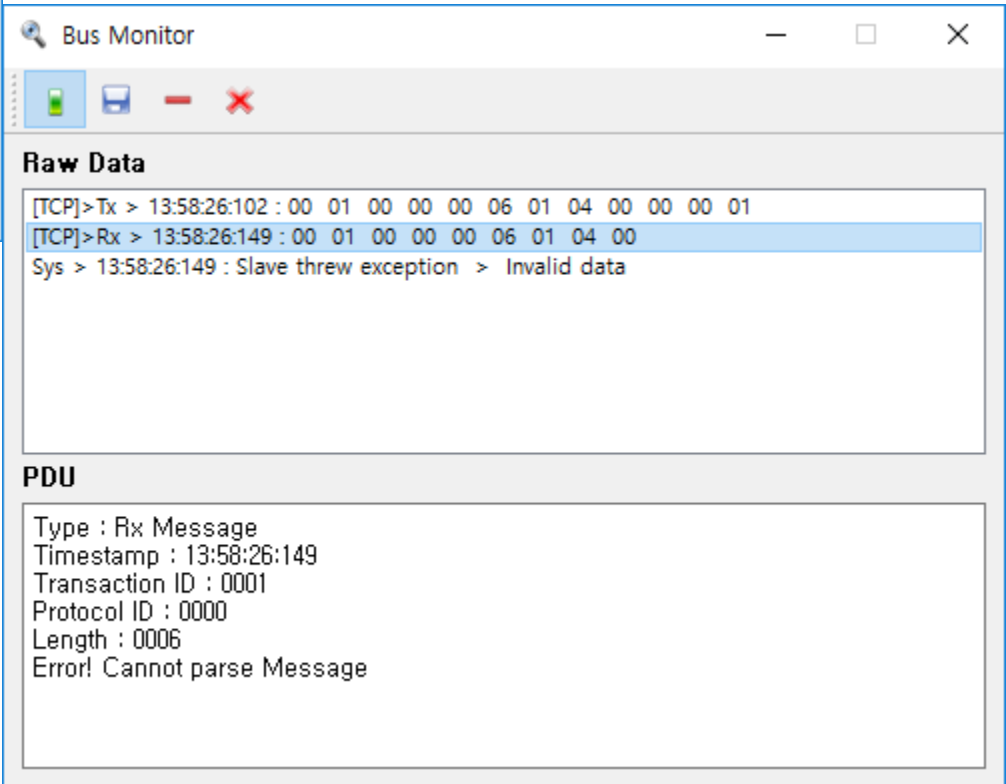 Bus Monitor
Raw Data
[TCP]>Tx > 13:58:26:102 : 00 01 00 00 00 06 01 04 00 00 00 01
[TCP]>Rx > 13:58:26:149 : 00 01 00 00 00 06 01 04 00
Sys > 13:58:26:149 : Slave threw exception > Invalid data
PDU
Type : Rx Message
Timestamp : 13:58:26:149
Transaction ID : 0001
Protocol ID : 0000
Length : 0006
Error! Cannot parse Message